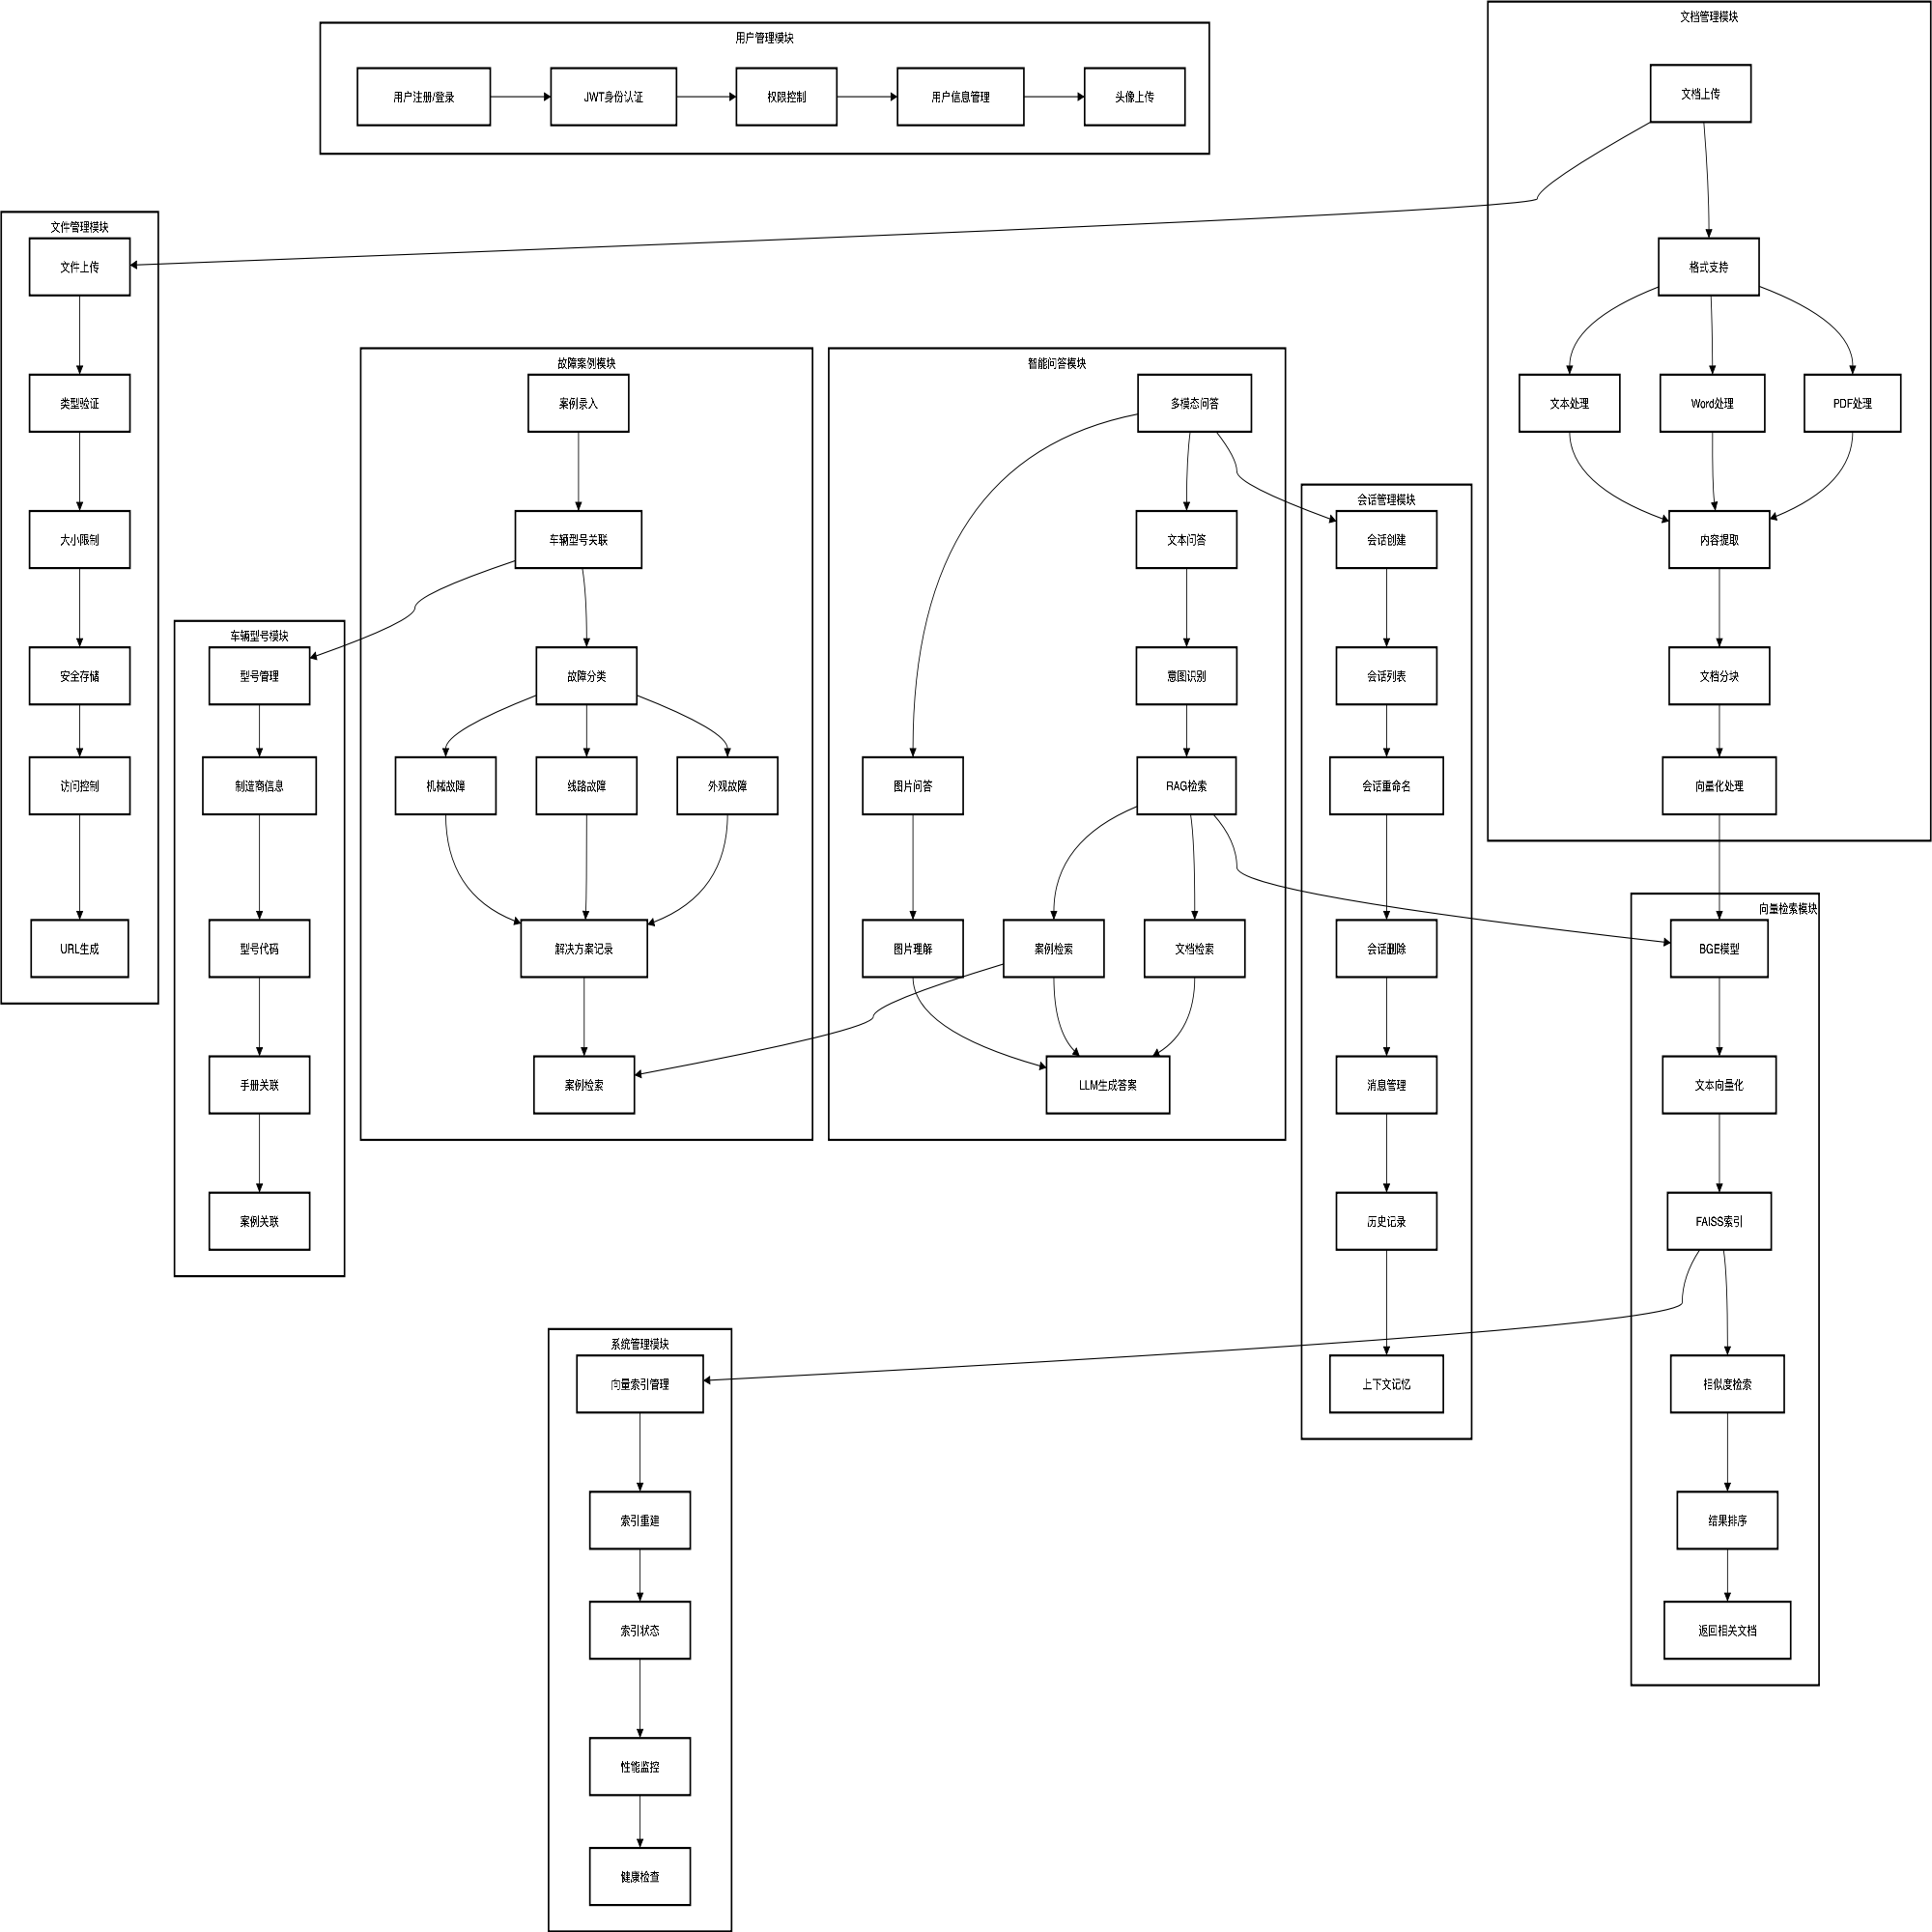 用户管理模块
用户注册/登录
JWT身份认证
权限控制
用户信息管理
头像上传
文档管理模块
文档上传
格式支持
文本处理
Word处理
PDF处理
内容提取
文档分块
向量化处理
文件管理模块
文件上传
类型验证
大小限制
安全存储
访问控制
URL生成
车辆型号模块
型号管理
制造商信息
型号代码
手册关联
案例关联
故障案例模块
案例录入
车辆型号关联
故障分类
机械故障
线路故障
外观故障
解决方案记录
案例检索
智能问答模块
多模态问答
文本问答
意图识别
图片问答
RAG检索
图片理解
案例检索
文档检索
LLM生成答案
会话管理模块
会话创建
会话列表
会话重命名
会话删除
消息管理
历史记录
上下文记忆
向量检索模块
BGE模型
文本向量化
FAISS索引
相似度检索
结果排序
返回相关文档
系统管理模块
向量索引管理
索引重建
索引状态
性能监控
健康检查